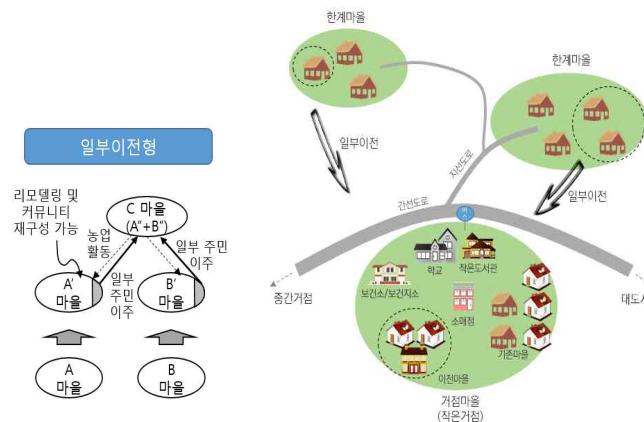 일부이전형
리모델링 및
커뮤니티
재구성 가능
C 마을
(A"+B")
농업
활동
일부 주민
이주
일부
주민
이주
A'
마을
B'
마을
A
마을
B
마을
한계마을
한계마을
일부이전
일부이전
지선도로
간선도로
버스
학교
작은도서관
보건소/보건지소
소매점
기존마을
이전마을
거점마을
(작은거점)
중간거점
대도시